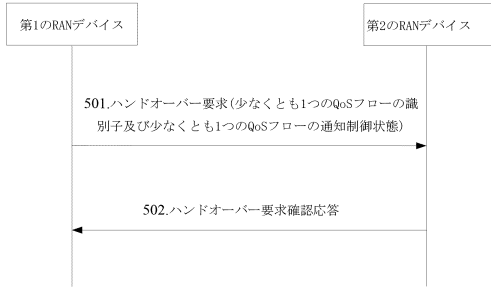 第1のRANデバイス
第2のRANデバイス
501.ハンドオーバー要求(少なくとも1つのQoSフローの識
別子及び少なくとも1つのQoSフローの通知制御状態)
502.ハンドオーバー要求確認応答